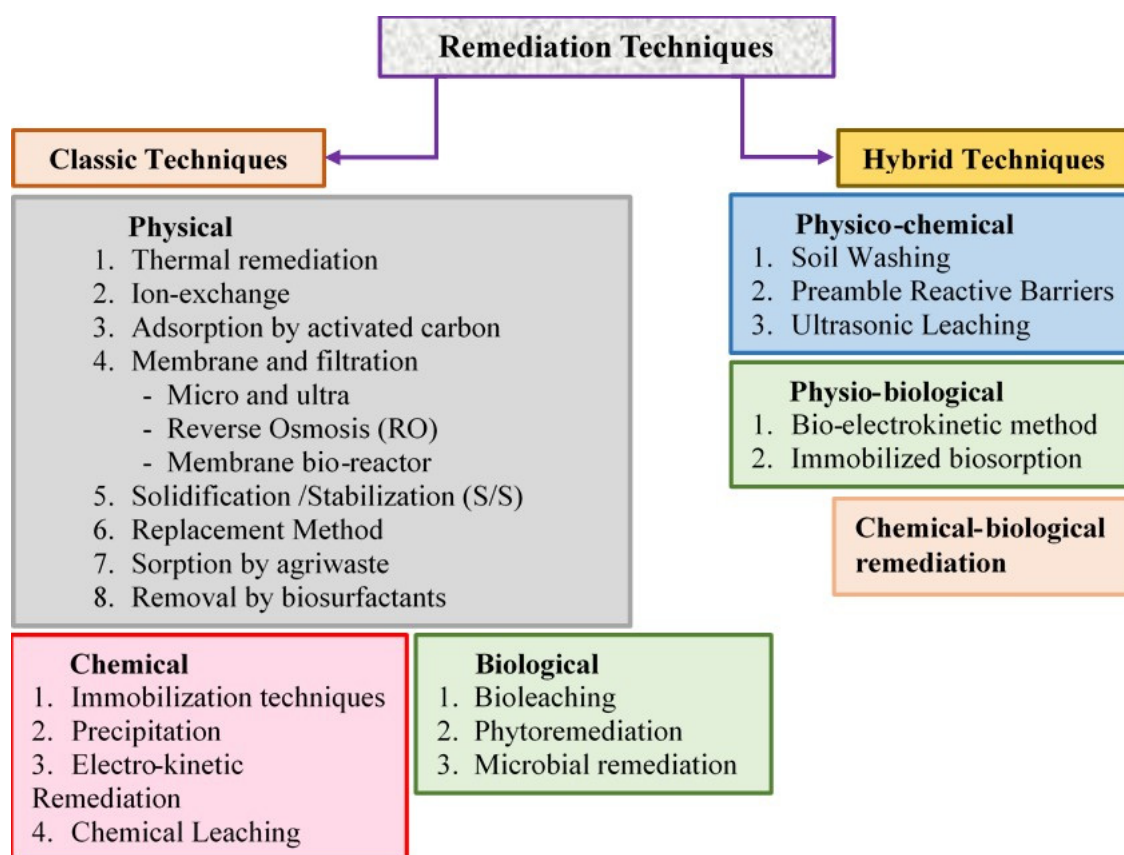 Remediation Techniques
Classic Techniques
Physical
1. Thermal remediation
2. Ion-exchange
3. Adsorption by activated carbon
4. Membrane and filtration
- Micro and ultra
- Reverse Osmosis (RO)
- Membrane bio-reactor
5. Solidification /Stabilization (S/S)
6. Replacement Method
7. Sorption by agriwaste
8. Removal by biosurfactants
Chemical
1. Immobilization techniques
2. Precipitation
3. Electro-kinetic
Remediation
4. Chemical Leaching
Biological
1. Bioleaching
2. Phytoremediation
3. Microbial remediation
Hybrid Techniques
Physico-chemical
1. Soil Washing
2. Preamble Reactive Barriers
3. Ultrasonic Leaching
Physio-biological
1. Bio-electrokinetic method
2. Immobilized biosorption
Chemical-biological
remediation